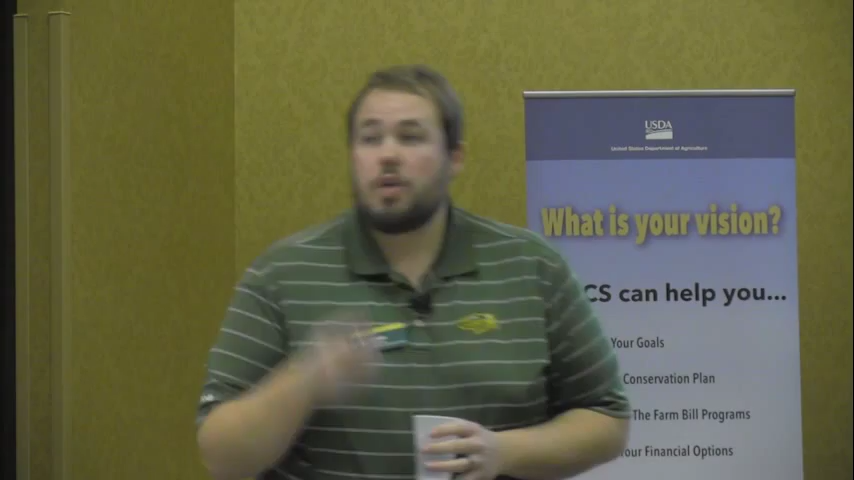 USDA
United States Department of Agriculture
What is your vision?
CS can help you...
Your Goals
Conservation Plan
The Farm Bill Programs
Your Financial Options